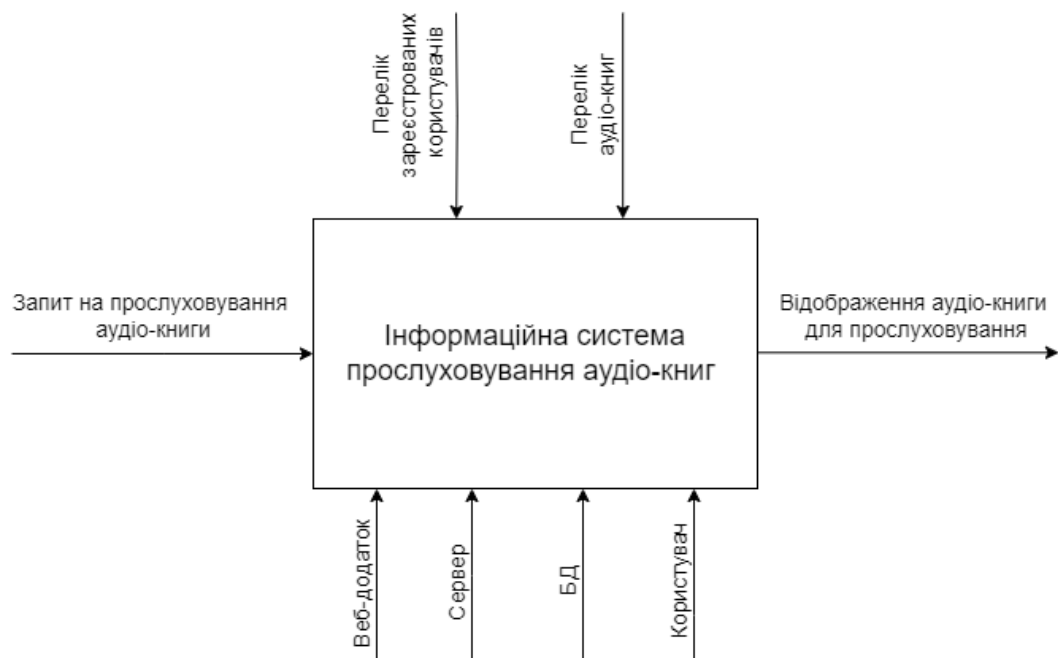 Перелік
зареєстрованих
користувачів
Перелік
аудіо-книг
Запит на прослуховування
аудіо-книги
Інформаційна система
прослуховування аудіо-книг
Відображення аудіо-книги
для прослуховування
Веб-додаток
Сервер
БД
Користувач